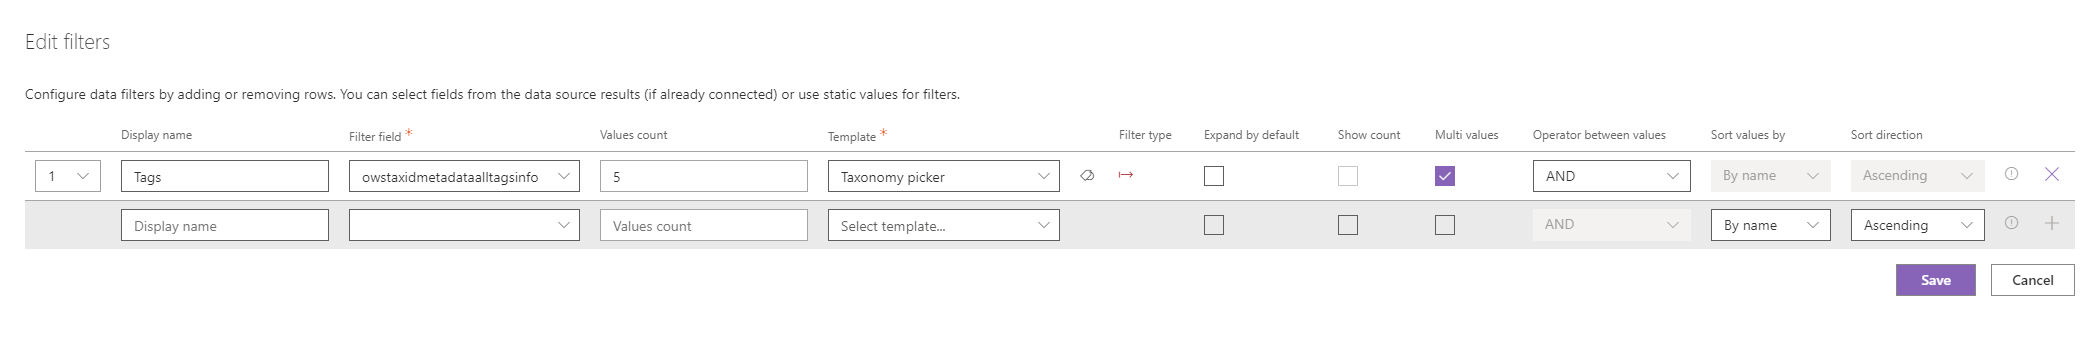 Edit filters
Configure data filters by adding or removing rows. You can select fields from the data source results (if already connected) or use static values for filters.
Display name Filter field * Values count Template * Filter type Expand by default Show count Multi values Operator between values Sort values by Sort direction
1 Tags owstaxidmetadataalltagsinfo 5 Taxonomy picker AND By name Ascending
Display name Values count Select template... AND By name Ascending
Save Cancel